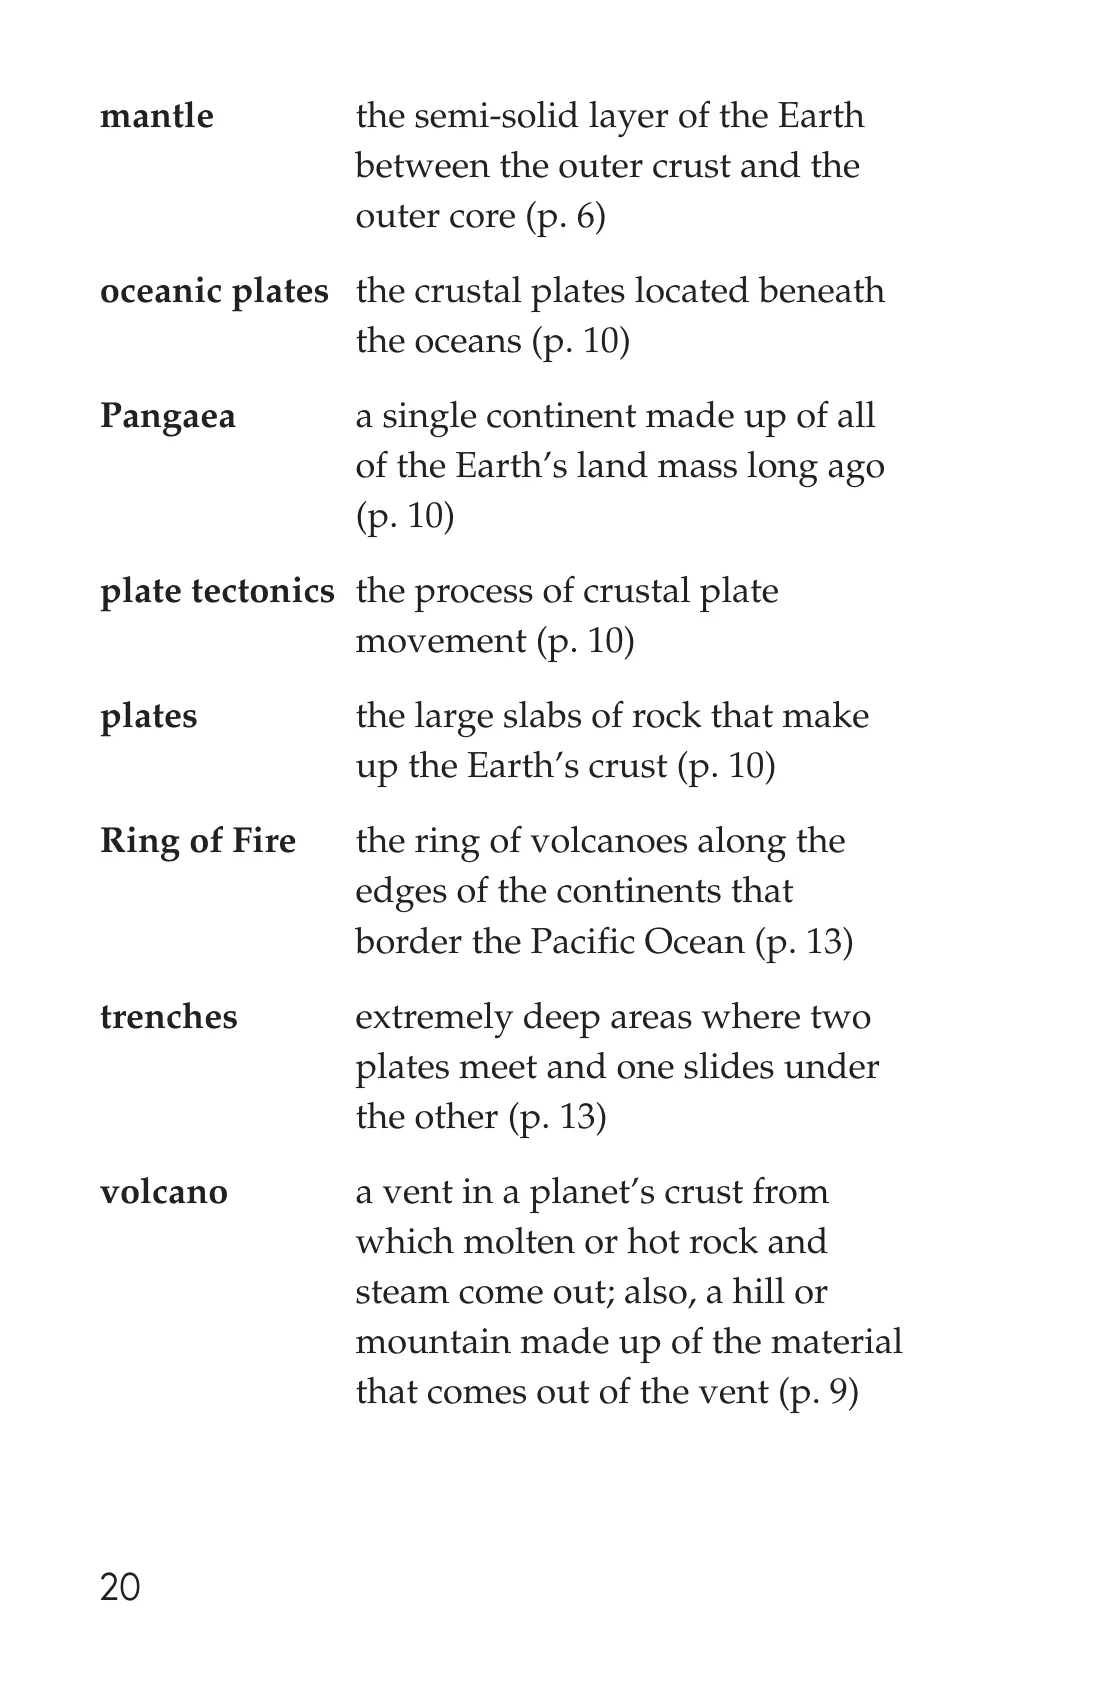 mantle the semi-solid layer of the Earth
between the outer crust and the
outer core (p. 6)
oceanic plates the crustal plates located beneath
the oceans (p. 10)
Pangaea a single continent made up of all
of the Earth’s land mass long ago
(p. 10)
plate tectonics the process of crustal plate
movement (p. 10)
plates the large slabs of rock that make
up the Earth’s crust (p. 10)
Ring of Fire the ring of volcanoes along the
edges of the continents that
border the Pacific Ocean (p. 13)
trenches extremely deep areas where two
plates meet and one slides under
the other (p. 13)
volcano a vent in a planet’s crust from
which molten or hot rock and
steam come out; also, a hill or
mountain made up of the material
that comes out of the vent (p. 9)
20